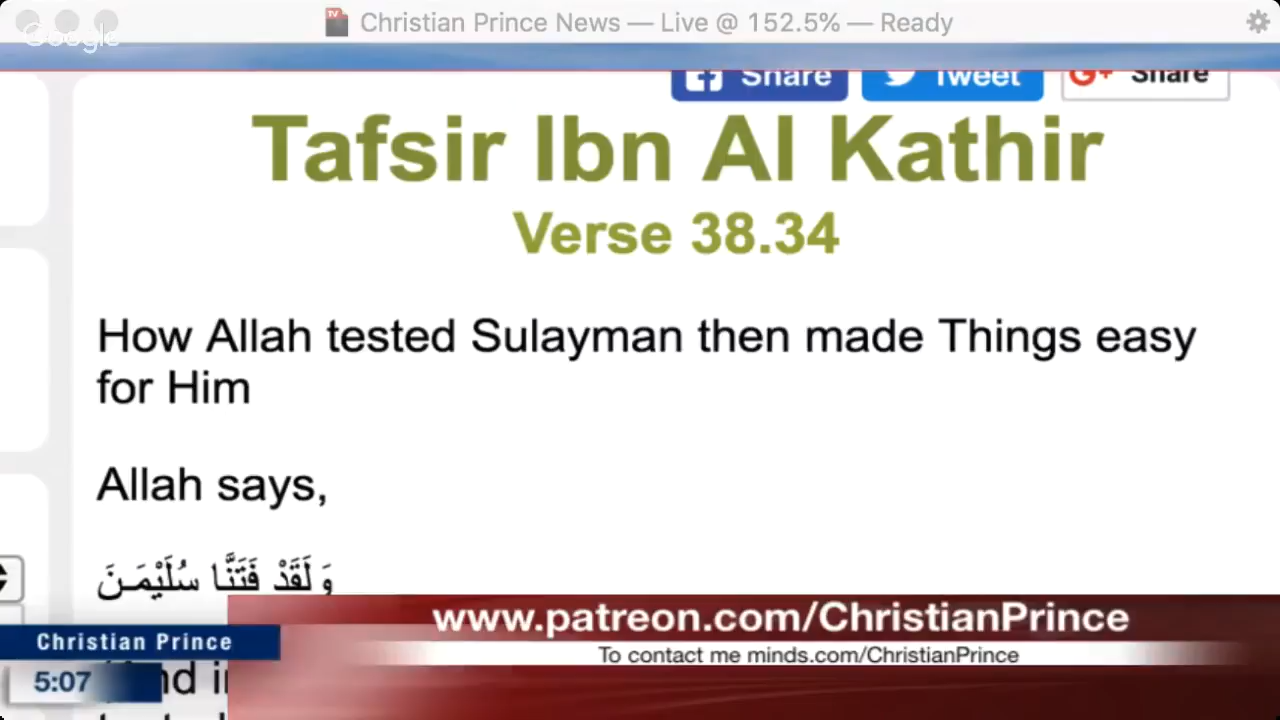 Christian Prince News — Live @ 152.5% — Ready
Google
Share
Tweet
G+ Share
Tafsir Ibn Al Kathir
Verse 38.34
How Allah tested Sulayman then made Things easy
for Him
Allah says,
وَلَقَدْ فَتَنَّا سُلَيْمَـنَ
www.patreon.com/ChristianPrince
Christian Prince
To contact me minds.com/ChristianPrince
5:07